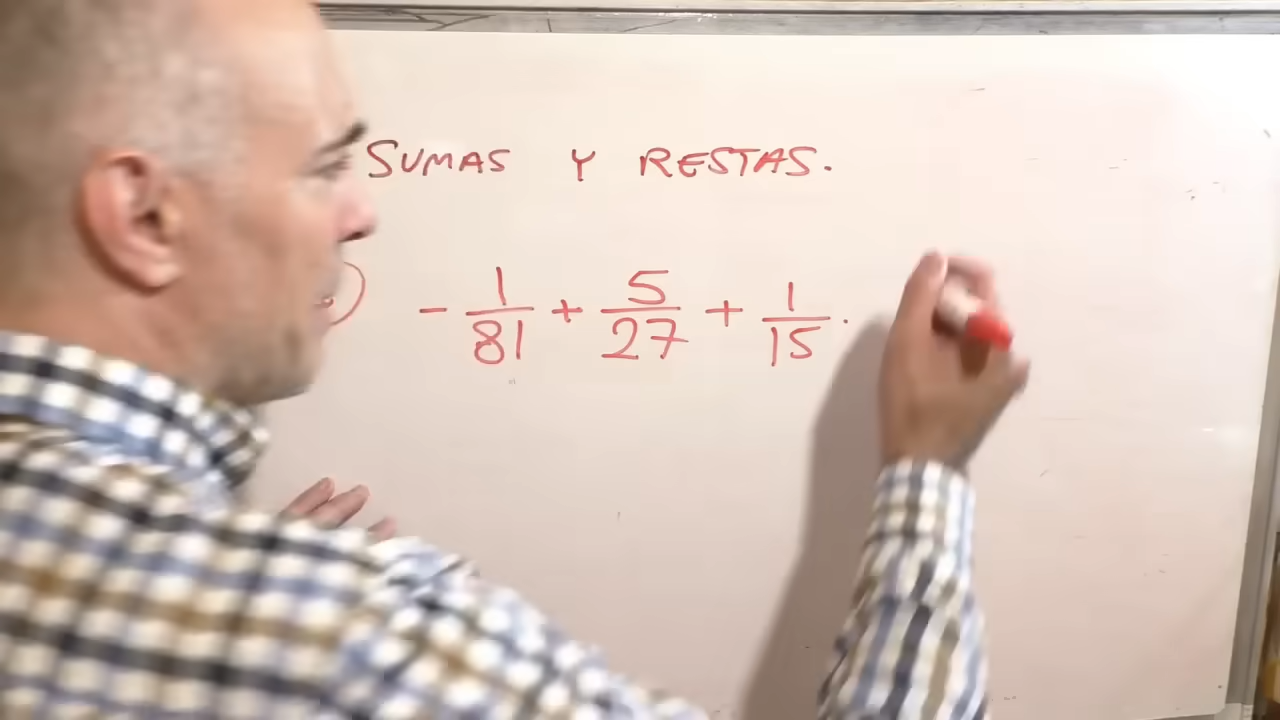 SUMAS Y RESTAS.
- 1/81 + 5/27 + 1/15.